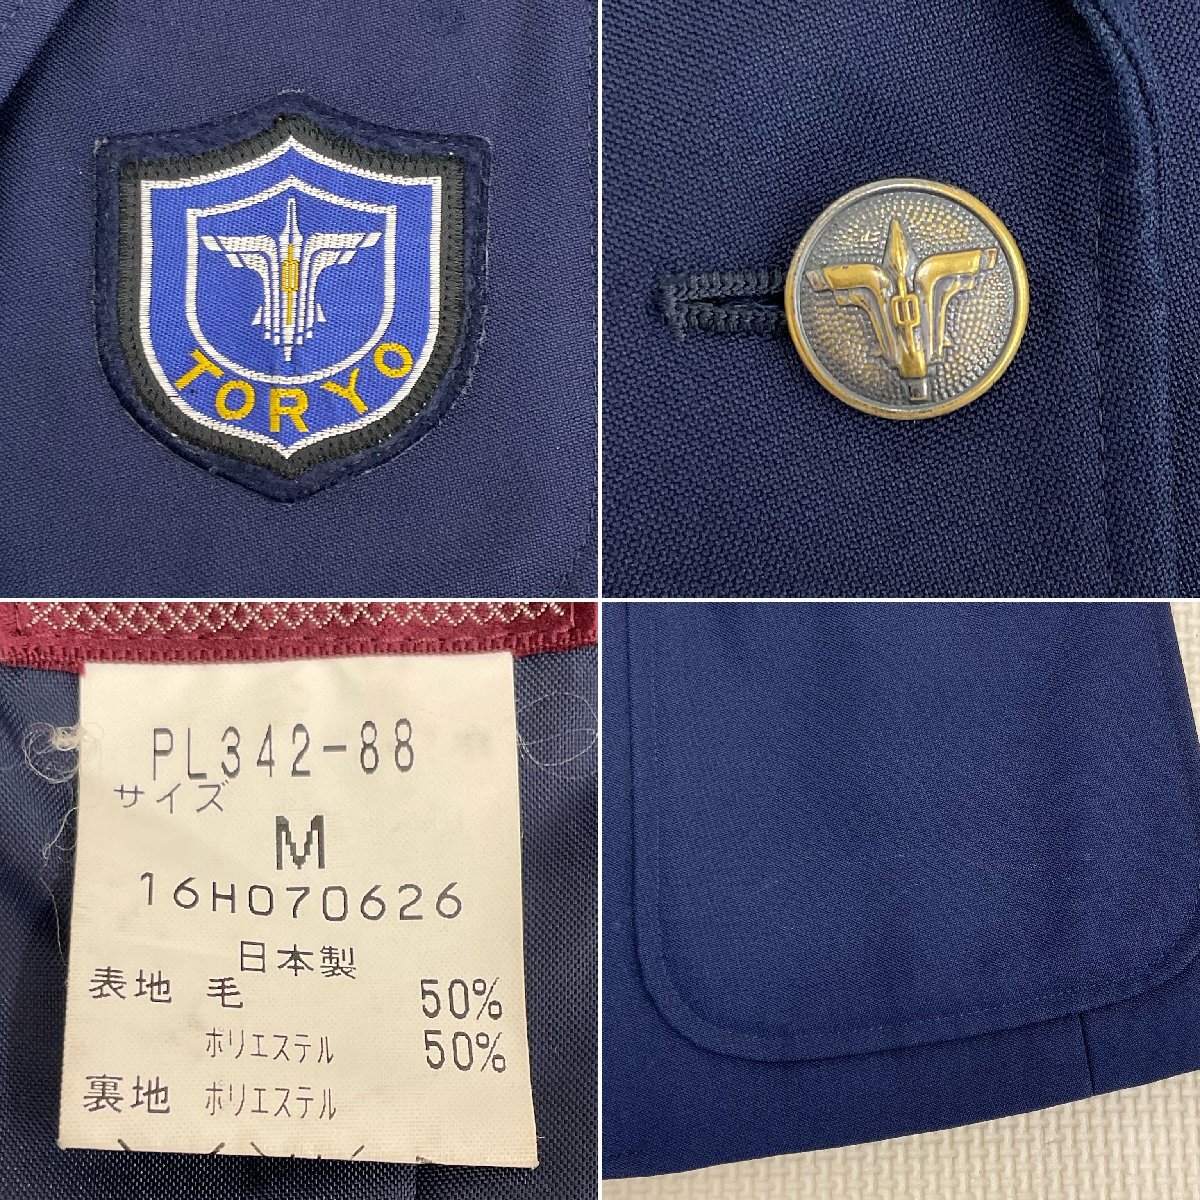 TORYO
PL342-88
サイズ
M
16H070626
日本製
表地 毛 50%
ポリエステル 50%
裏地 ポリエステル